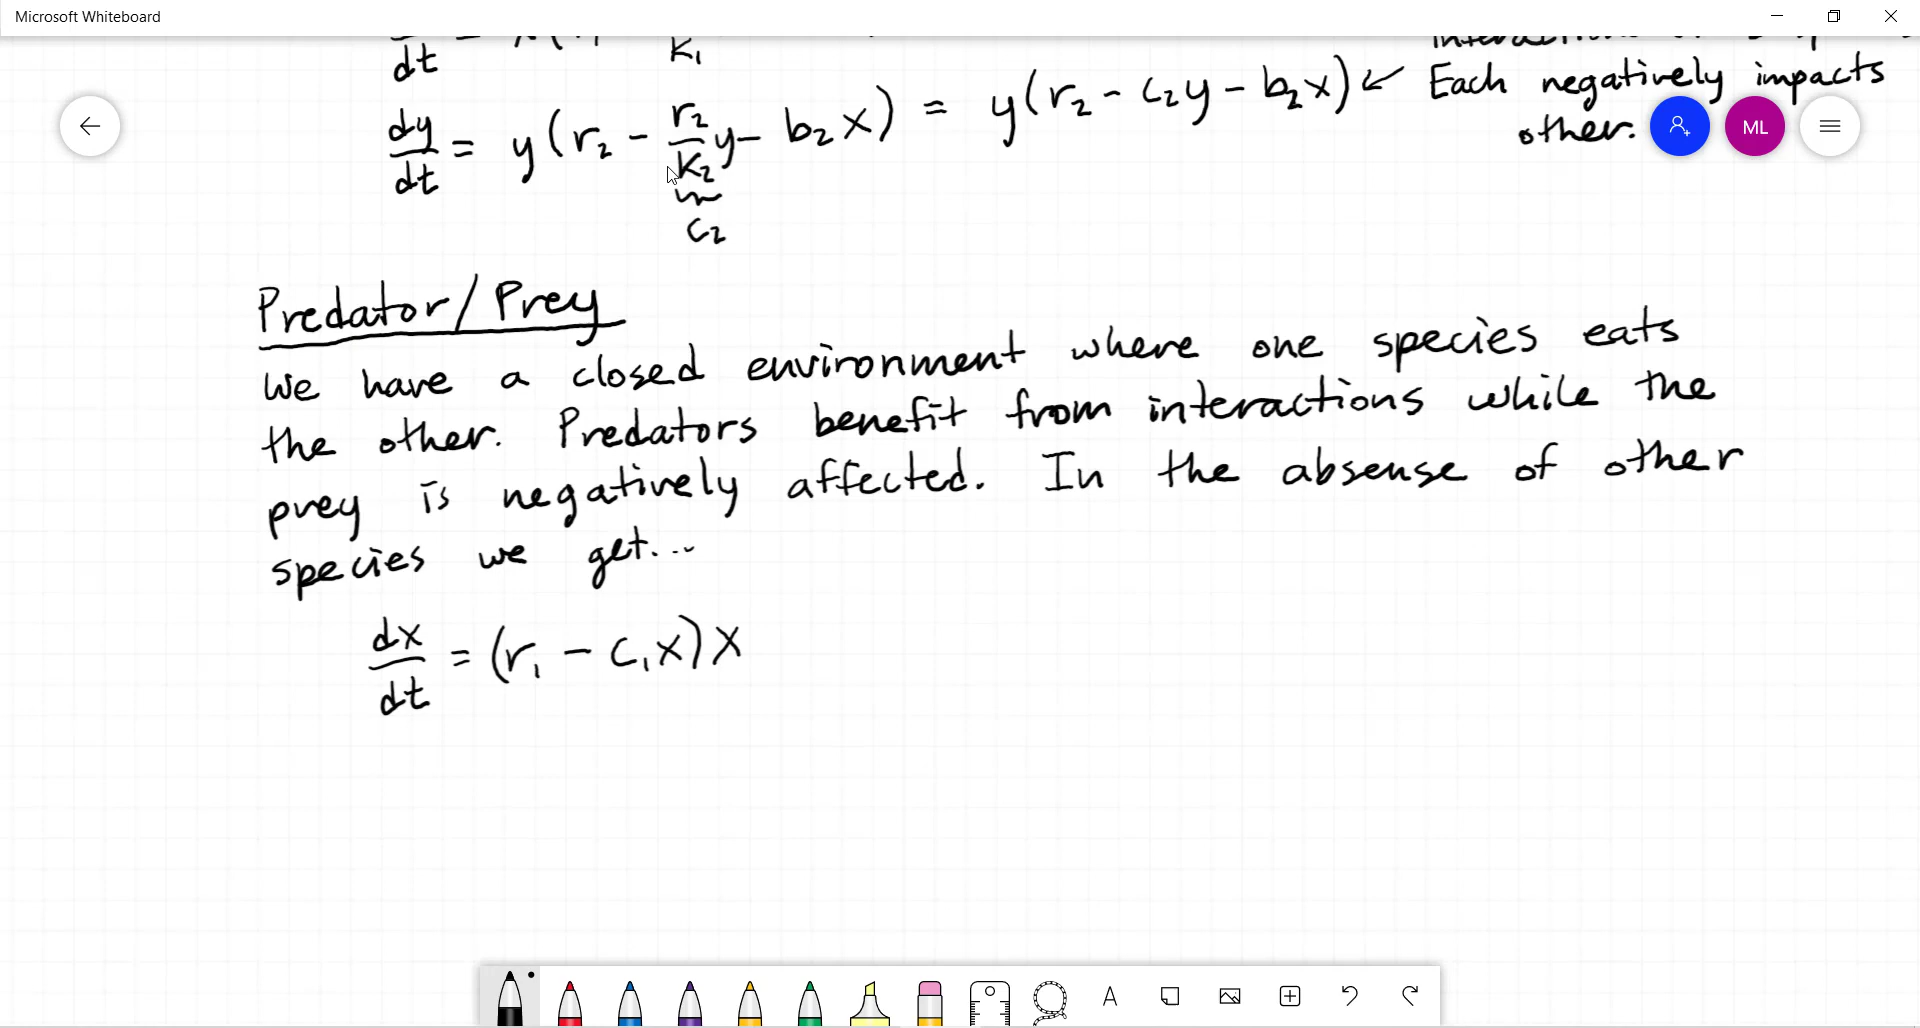 Microsoft Whiteboard
dt K₁
Each negatively impacts
dy/dt = y(r₂ - r₂/K₂ y - b₂x) = y(r₂ - c₂y - b₂x) ↙
other.
ML
c₂
Predator/Prey
We have a closed environment where one species eats
the other. Predators benefit from interactions while the
prey is negatively affected. In the absense of other
species we get...
dx/dt = (r₁ - c₁x)x
A